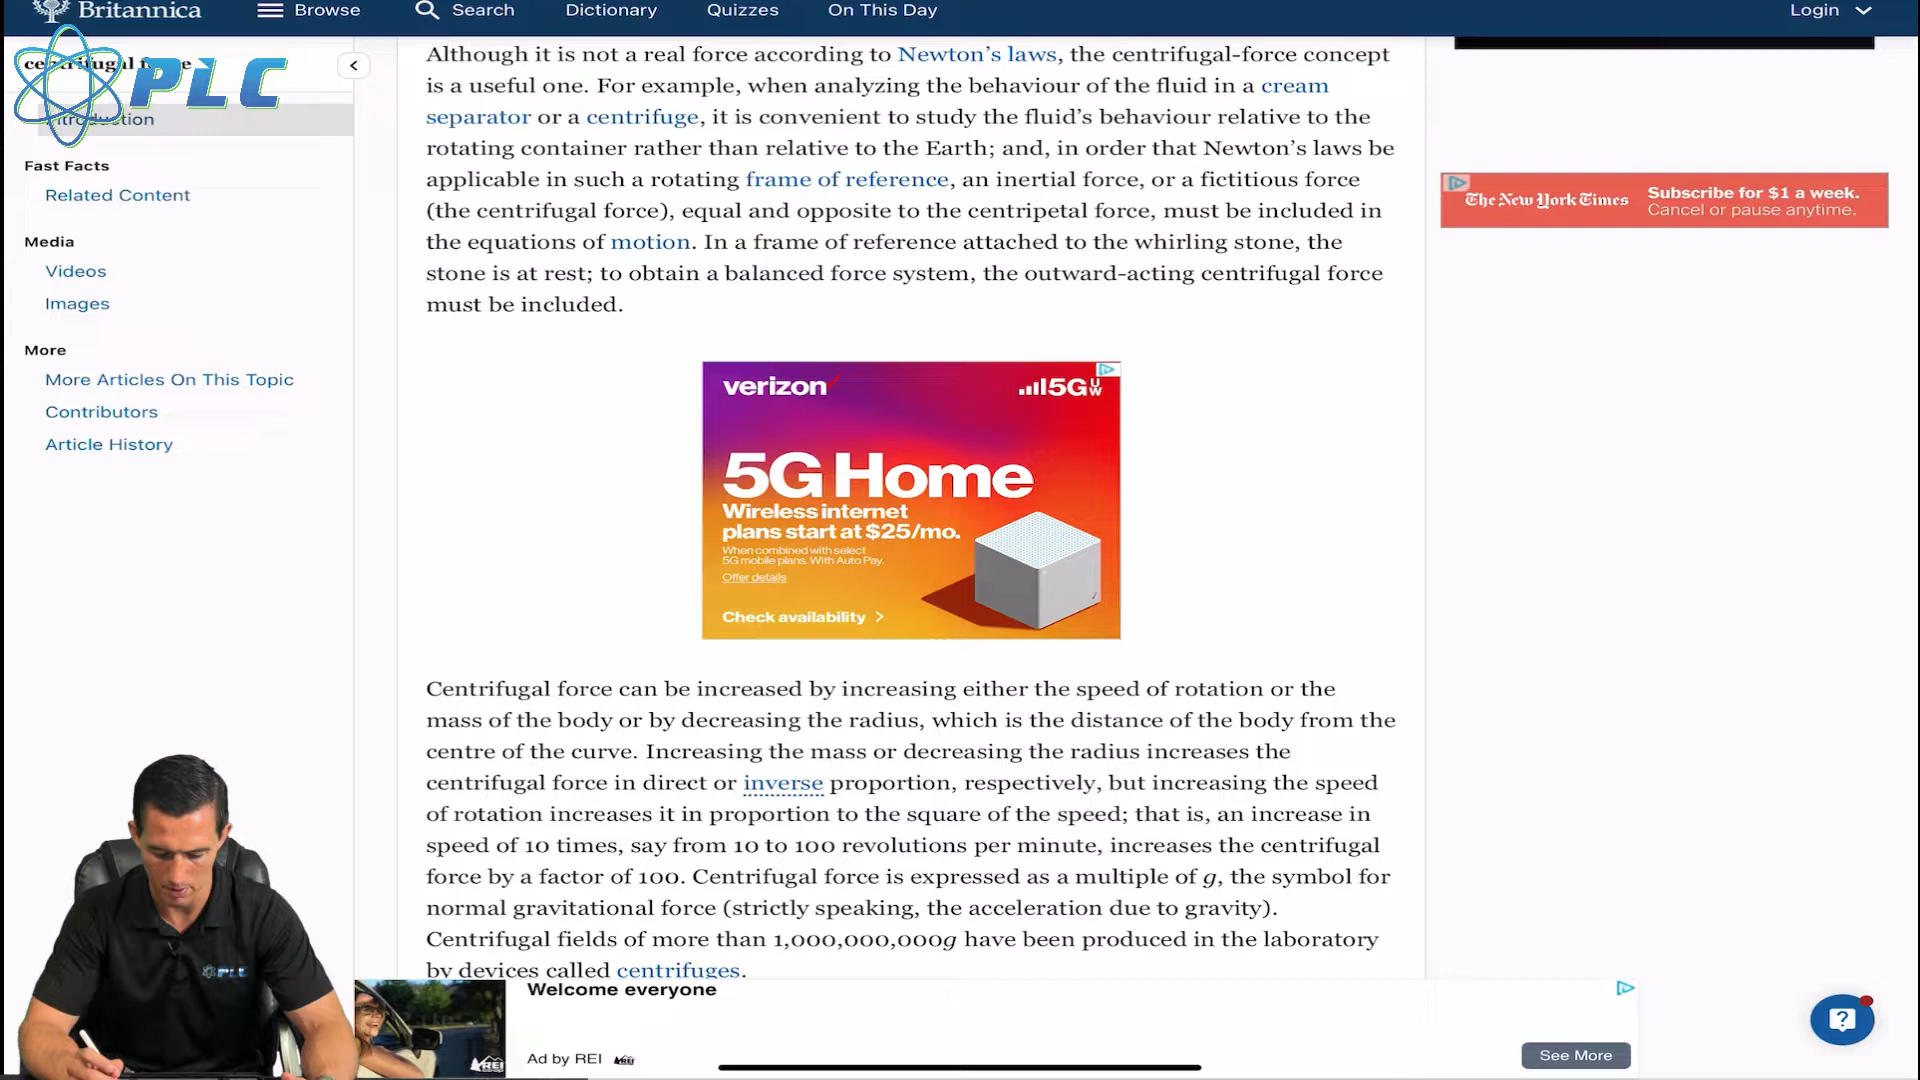 Britannica
Browse
Search
Dictionary
Quizzes
On This Day
Login
centrifugal force
PLC
Introduction
Fast Facts
Related Content
Media
Videos
Images
More
More Articles On This Topic
Contributors
Article History
Although it is not a real force according to Newton's laws, the centrifugal-force concept
is a useful one. For example, when analyzing the behaviour of the fluid in a cream
separator or a centrifuge, it is convenient to study the fluid's behaviour relative to the
rotating container rather than relative to the Earth; and, in order that Newton's laws be
applicable in such a rotating frame of reference, an inertial force, or a fictitious force
(the centrifugal force), equal and opposite to the centripetal force, must be included in
the equations of motion. In a frame of reference attached to the whirling stone, the
stone is at rest; to obtain a balanced force system, the outward-acting centrifugal force
must be included.
verizon
5G UW
5G Home
Wireless internet
plans start at $25/mo.
When combined with select
5G mobile plans. With Auto Pay.
Offer details
Check availability >
Centrifugal force can be increased by increasing either the speed of rotation or the
mass of the body or by decreasing the radius, which is the distance of the body from the
centre of the curve. Increasing the mass or decreasing the radius increases the
centrifugal force in direct or inverse proportion, respectively, but increasing the speed
of rotation increases it in proportion to the square of the speed; that is, an increase in
speed of 10 times, say from 10 to 100 revolutions per minute, increases the centrifugal
force by a factor of 100. Centrifugal force is expressed as a multiple of g, the symbol for
normal gravitational force (strictly speaking, the acceleration due to gravity).
Centrifugal fields of more than 1,000,000,000g have been produced in the laboratory
by devices called centrifuges.
The New York Times
Subscribe for $1 a week.
Cancel or pause anytime.
PLC
REI
Welcome everyone
Ad by REI
REI
See More